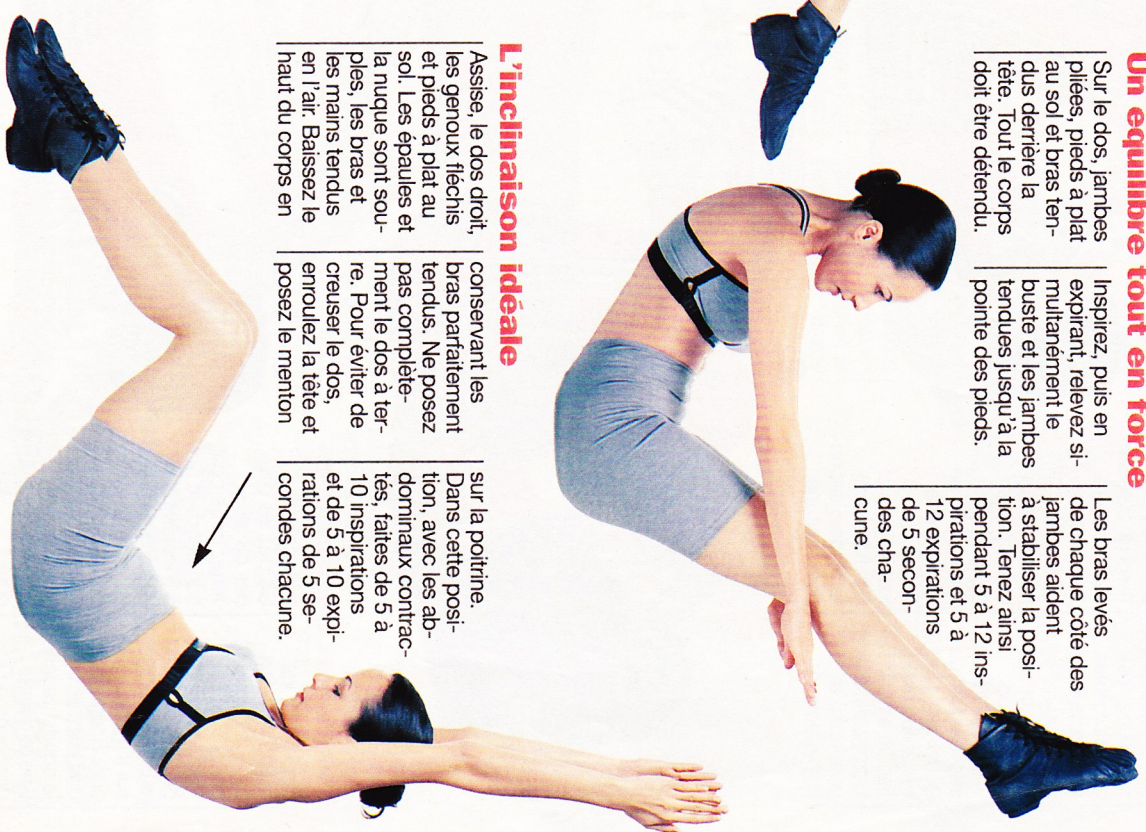 Un equilibre tout en force
Sur le dos, jambes
pliées, pieds à plat
au sol et bras ten-
dus derrière la
tête. Tout le corps
doit être détendu.
Inspirez, puis en
expirant, relevez si-
multanément le
buste et les jambes
tendues jusqu'à la
pointe des pieds.
Les bras levés
de chaque côté des
jambes aident
à stabiliser la posi-
tion. Tenez ainsi
pendant 5 à 12 ins-
pirations et 5 à
12 expirations
de 5 secon-
des cha-
cune.
L'inclinaison idéale
Assise, le dos droit,
les genoux fléchis
et pieds à plat au
sol. Les épaules et
la nuque sont sou-
ples, les bras et
les mains tendus
en l'air. Baissez le
haut du corps en
conservant les
bras parfaitement
tendus. Ne posez
pas complète-
ment le dos à ter-
re. Pour éviter de
creuser le dos,
enroulez la tête et
posez le menton
sur la poitrine.
Dans cette posi-
tion, avec les ab-
dominaux contrac-
tés, faites de 5 à
10 inspirations
et de 5 à 10 expi-
rations de 5 se-
condes chacune.